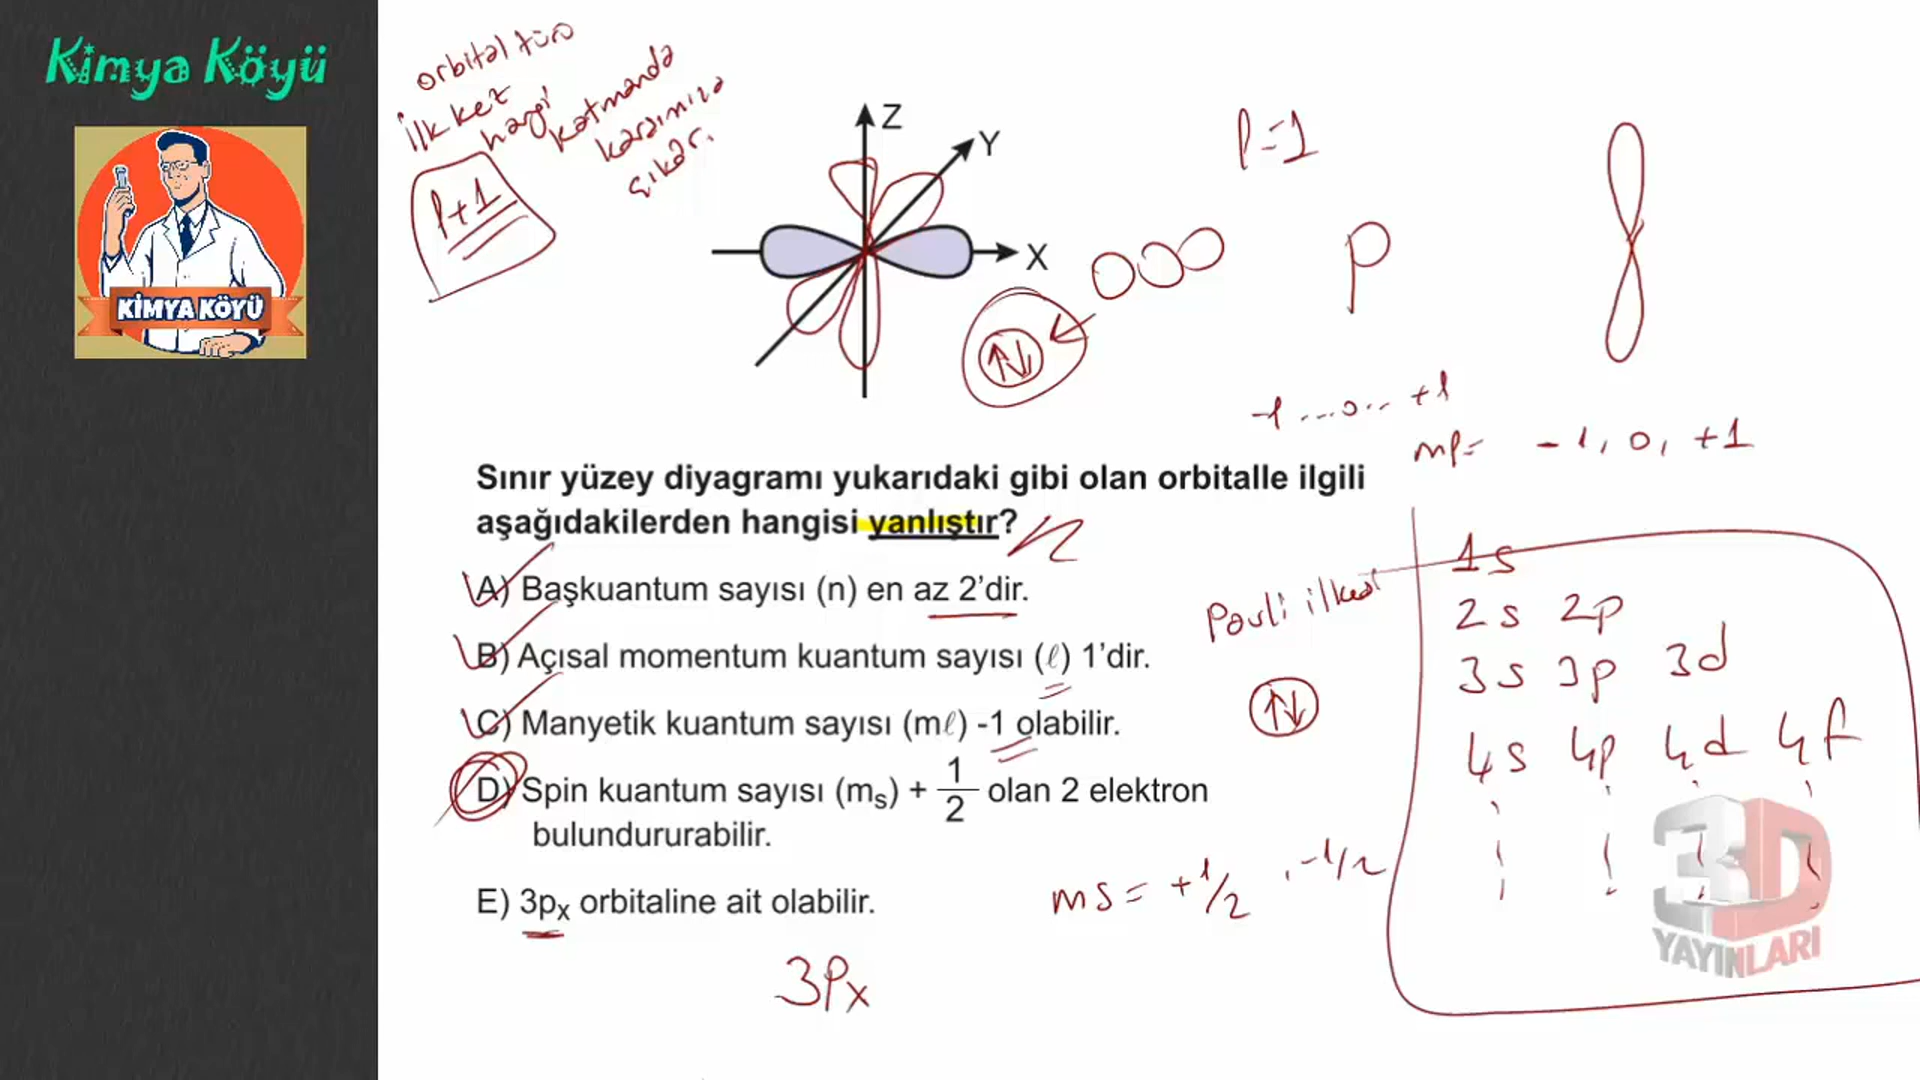 Kimya Köyü
KİMYA KÖYÜ
orbital türü
ilk kez
hangi
katmanda
karşımıza
çıkar.
l+1
Z
Y
X
l=1
p
-l ...0.. +l
ml= -1, 0, +1
Sınır yüzey diyagramı yukarıdaki gibi olan orbitalle ilgili
aşağıdakilerden hangisi yanlıştır?
A) Başkuantum sayısı (n) en az 2’dir.
B) Açısal momentum kuantum sayısı (ℓ) 1’dir.
C) Manyetik kuantum sayısı (mℓ) -1 olabilir.
D) Spin kuantum sayısı (ms) + 1/2 olan 2 elektron
bulundururabilir.
E) 3px orbitaline ait olabilir.
Pauli ilkesi
ms = +1/2, -1/2
3Px
1s
2s 2p
3s 3p 3d
4s 4p 4d 4f
3D
YAYINLARI